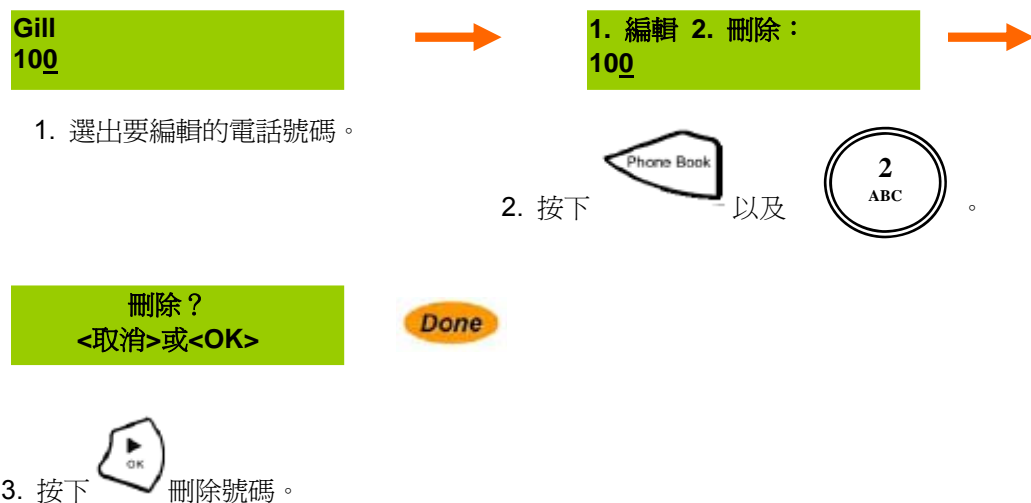 Gill
100
1. 編輯 2. 刪除：
100
1. 選出要編輯的電話號碼。
2. 按下 Phone Book 以及 2 ABC 。
刪除？
<取消>或<OK>
Done
3. 按下 OK 刪除號碼。